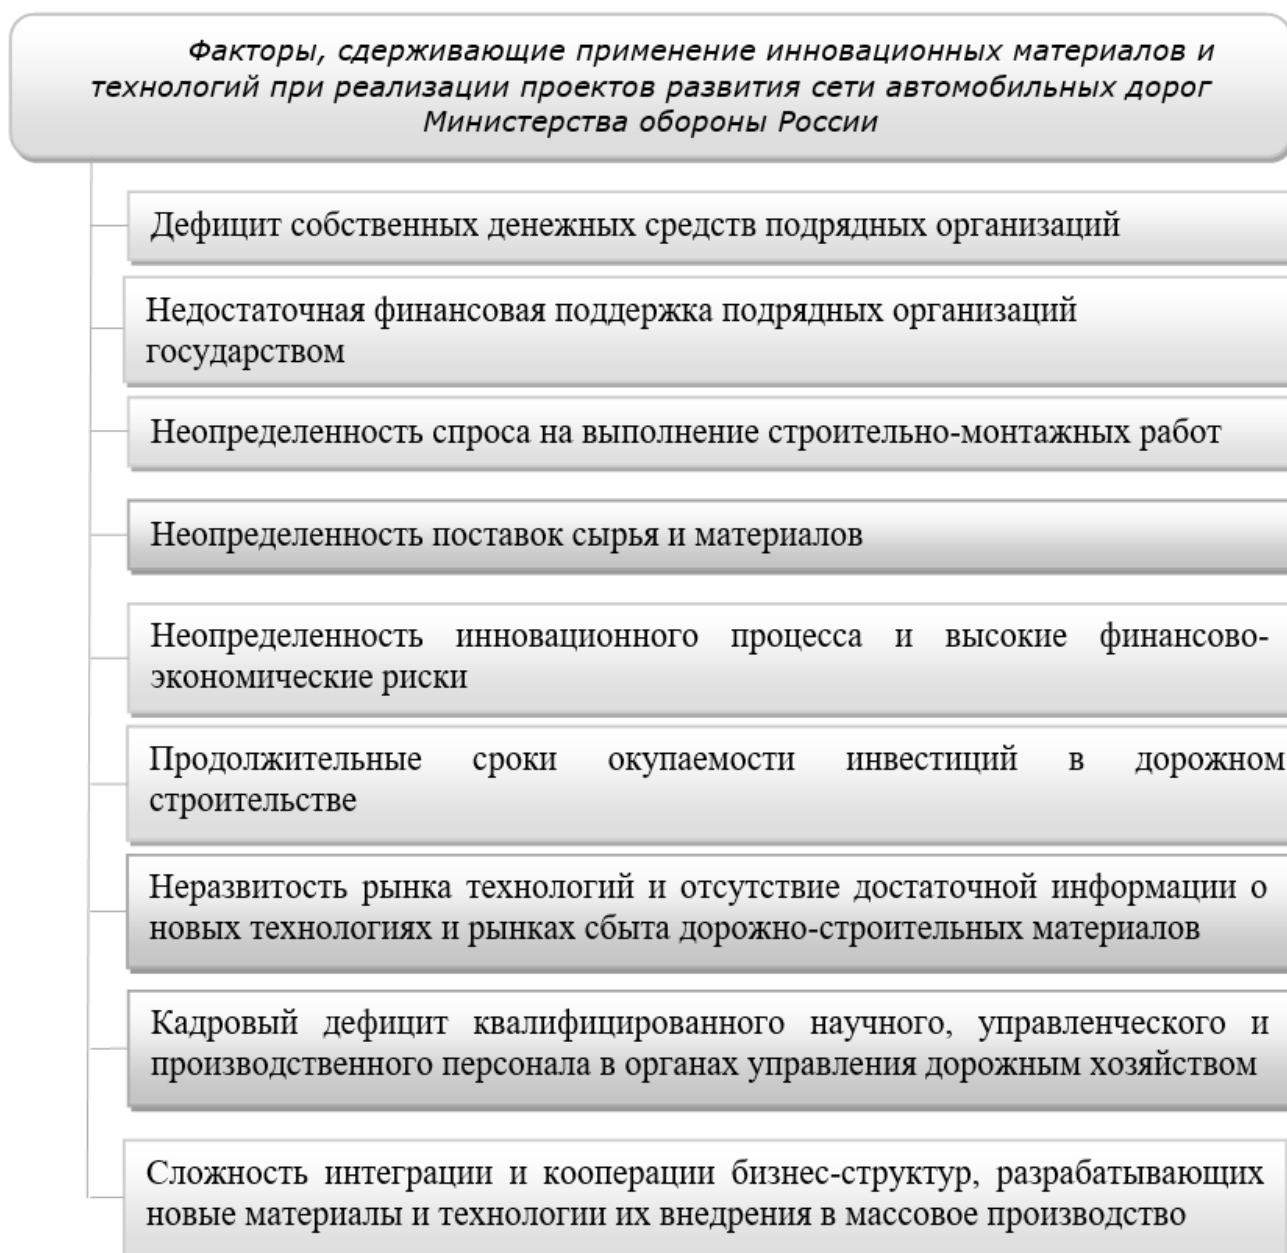 Факторы, сдерживающие применение инновационных материалов и
технологий при реализации проектов развития сети автомобильных дорог
Министерства обороны России
Дефицит собственных денежных средств подрядных организаций
Недостаточная финансовая поддержка подрядных организаций
государством
Неопределенность спроса на выполнение строительно-монтажных работ
Неопределенность поставок сырья и материалов
Неопределенность инновационного процесса и высокие финансово-
экономические риски
Продолжительные сроки окупаемости инвестиций в дорожном
строительстве
Неразвитость рынка технологий и отсутствие достаточной информации о
новых технологиях и рынках сбыта дорожно-строительных материалов
Кадровый дефицит квалифицированного научного, управленческого и
производственного персонала в органах управления дорожным хозяйством
Сложность интеграции и кооперации бизнес-структур, разрабатывающих
новые материалы и технологии их внедрения в массовое производство